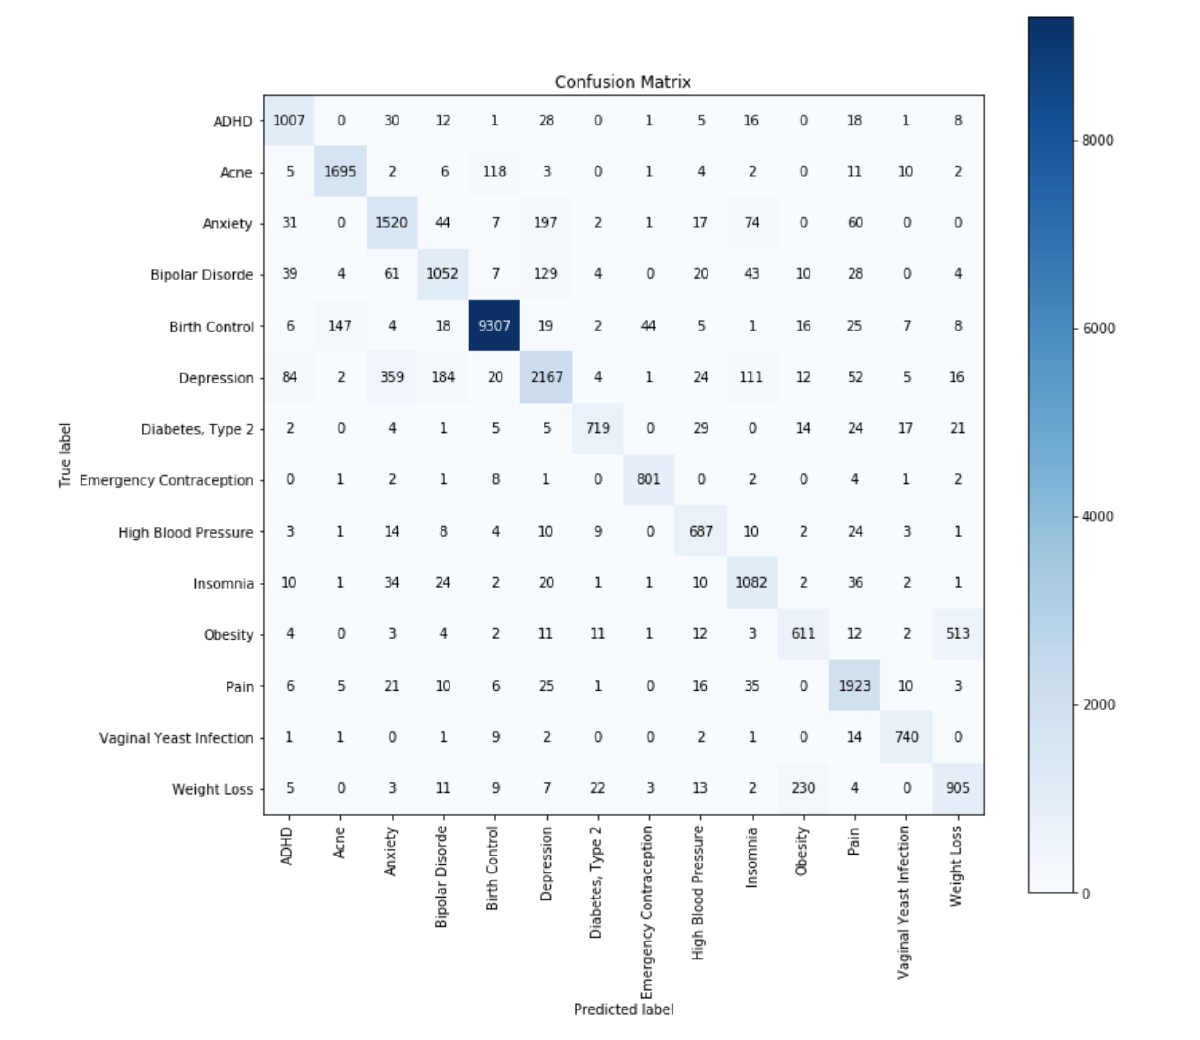 Confusion Matrix
ADHD 1007 0 30 12 1 28 0 1 5 16 0 18 1 8
Acne 5 1695 2 6 118 3 0 1 4 2 0 11 10 2
Anxiety 31 0 1520 44 7 197 2 1 17 74 0 60 0 0
Bipolar Disorde 39 4 61 1052 7 129 4 0 20 43 10 28 0 4
Birth Control 6 147 4 18 9307 19 2 44 5 1 16 25 7 8
Depression 84 2 359 184 20 2167 4 1 24 111 12 52 5 16
Diabetes, Type 2 2 0 4 1 5 5 719 0 29 0 14 24 17 21
Emergency Contraception 0 1 2 1 8 1 0 801 0 2 0 4 1 2
High Blood Pressure 3 1 14 8 4 10 9 0 687 10 2 24 3 1
Insomnia 10 1 34 24 2 20 1 1 10 1082 2 36 2 1
Obesity 4 0 3 4 2 11 11 1 12 3 611 12 2 513
Pain 6 5 21 10 6 25 1 0 16 35 0 1923 10 3
Vaginal Yeast Infection 1 1 0 1 9 2 0 0 2 1 0 14 740 0
Weight Loss 5 0 3 11 9 7 22 3 13 2 230 4 0 905
True label
ADHD
Acne
Anxiety
Bipolar Disorde
Birth Control
Depression
Diabetes, Type 2
Emergency Contraception
High Blood Pressure
Insomnia
Obesity
Pain
Vaginal Yeast Infection
Weight Loss
Predicted label
8000
6000
4000
2000
0